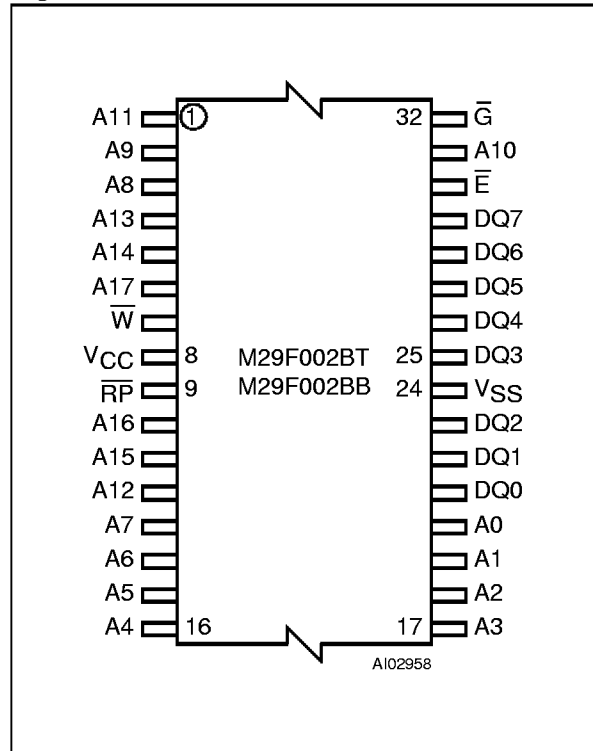 A11 1 32 G̅
A9 A10
A8 E̅
A13 DQ7
A14 DQ6
A17 DQ5
W̅ DQ4
VCC 8 M29F002BT 25 DQ3
R̅P̅ 9 M29F002BB 24 VSS
A16 DQ2
A15 DQ1
A12 DQ0
A7 A0
A6 A1
A5 A2
A4 16 17 A3
AI02958